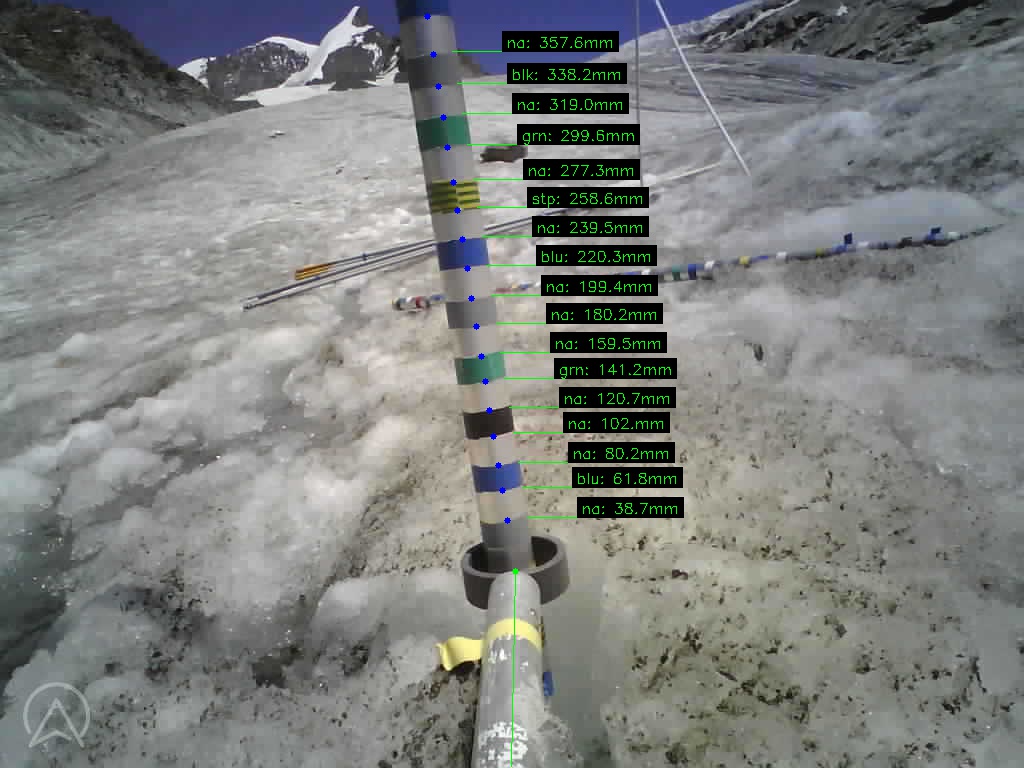 na: 357.6mm
blk: 338.2mm
na: 319.0mm
grn: 299.6mm
na: 277.3mm
stp: 258.6mm
na: 239.5mm
blu: 220.3mm
na: 199.4mm
na: 180.2mm
na: 159.5mm
grn: 141.2mm
na: 120.7mm
na: 102.mm
na: 80.2mm
blu: 61.8mm
na: 38.7mm